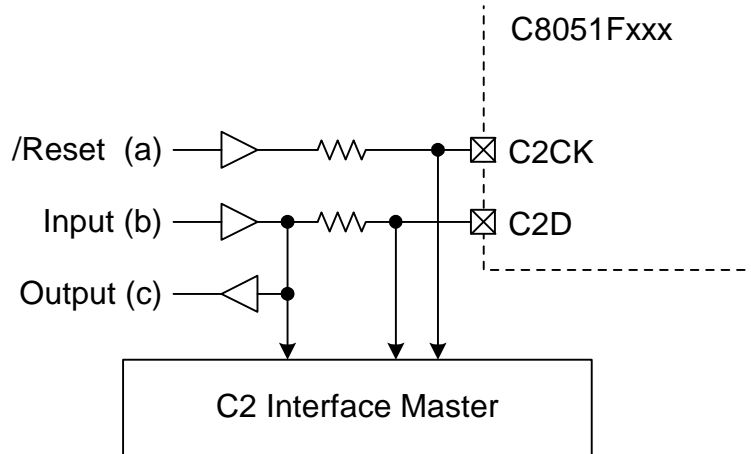 C8051Fxxx
/Reset (a)
C2CK
Input (b)
C2D
Output (c)
C2 Interface Master